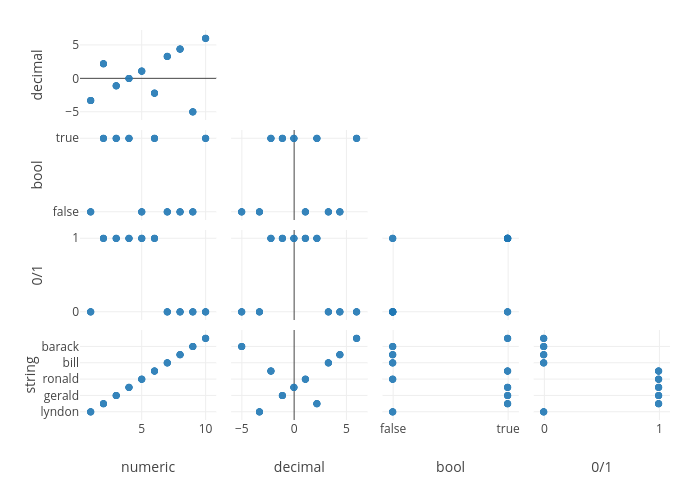 decimal
5
0
−5
bool
true
false
0/1
1
0
string
barack
bill
ronald
gerald
lyndon
5 10 −5 0 5 false true 0 1
numeric decimal bool 0/1